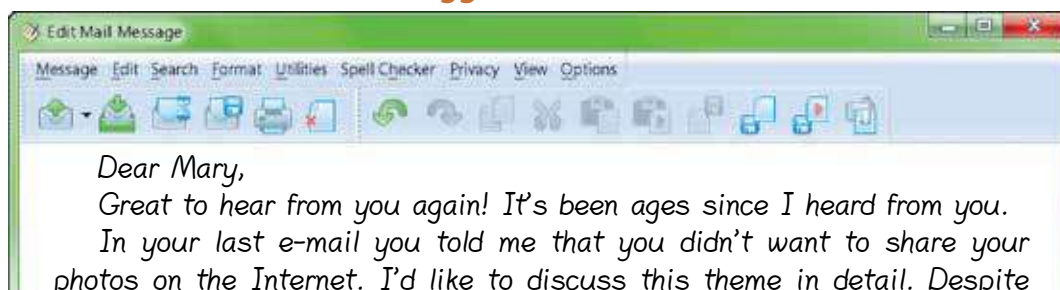 Edit Mail Message
Message Edit Search Format Utilities Spell Checker Privacy View Options
Dear Mary,
Great to hear from you again! It's been ages since I heard from you.
In your last e-mail you told me that you didn't want to share your
photos on the Internet. I'd like to discuss this theme in detail. Despite